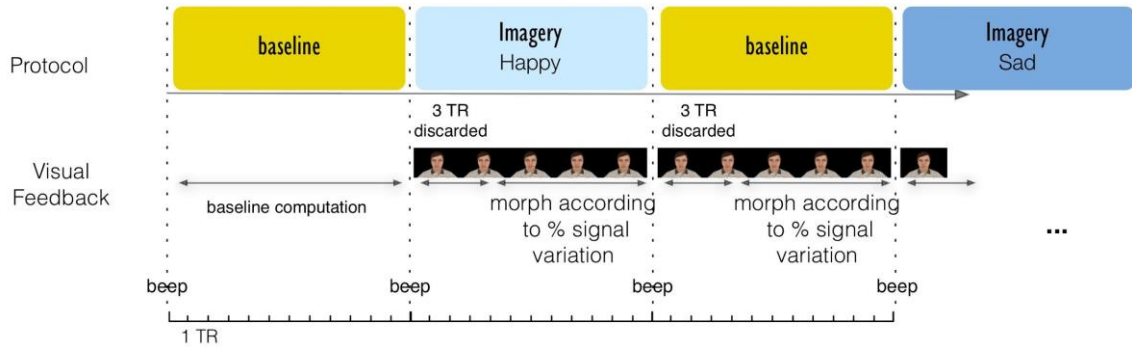 Protocol
baseline
Imagery
Happy
baseline
Imagery
Sad
Visual
Feedback
3 TR
discarded
3 TR
discarded
baseline computation
morph according
to % signal
variation
morph according
to % signal
variation
...
beep
beep
beep
beep
1 TR